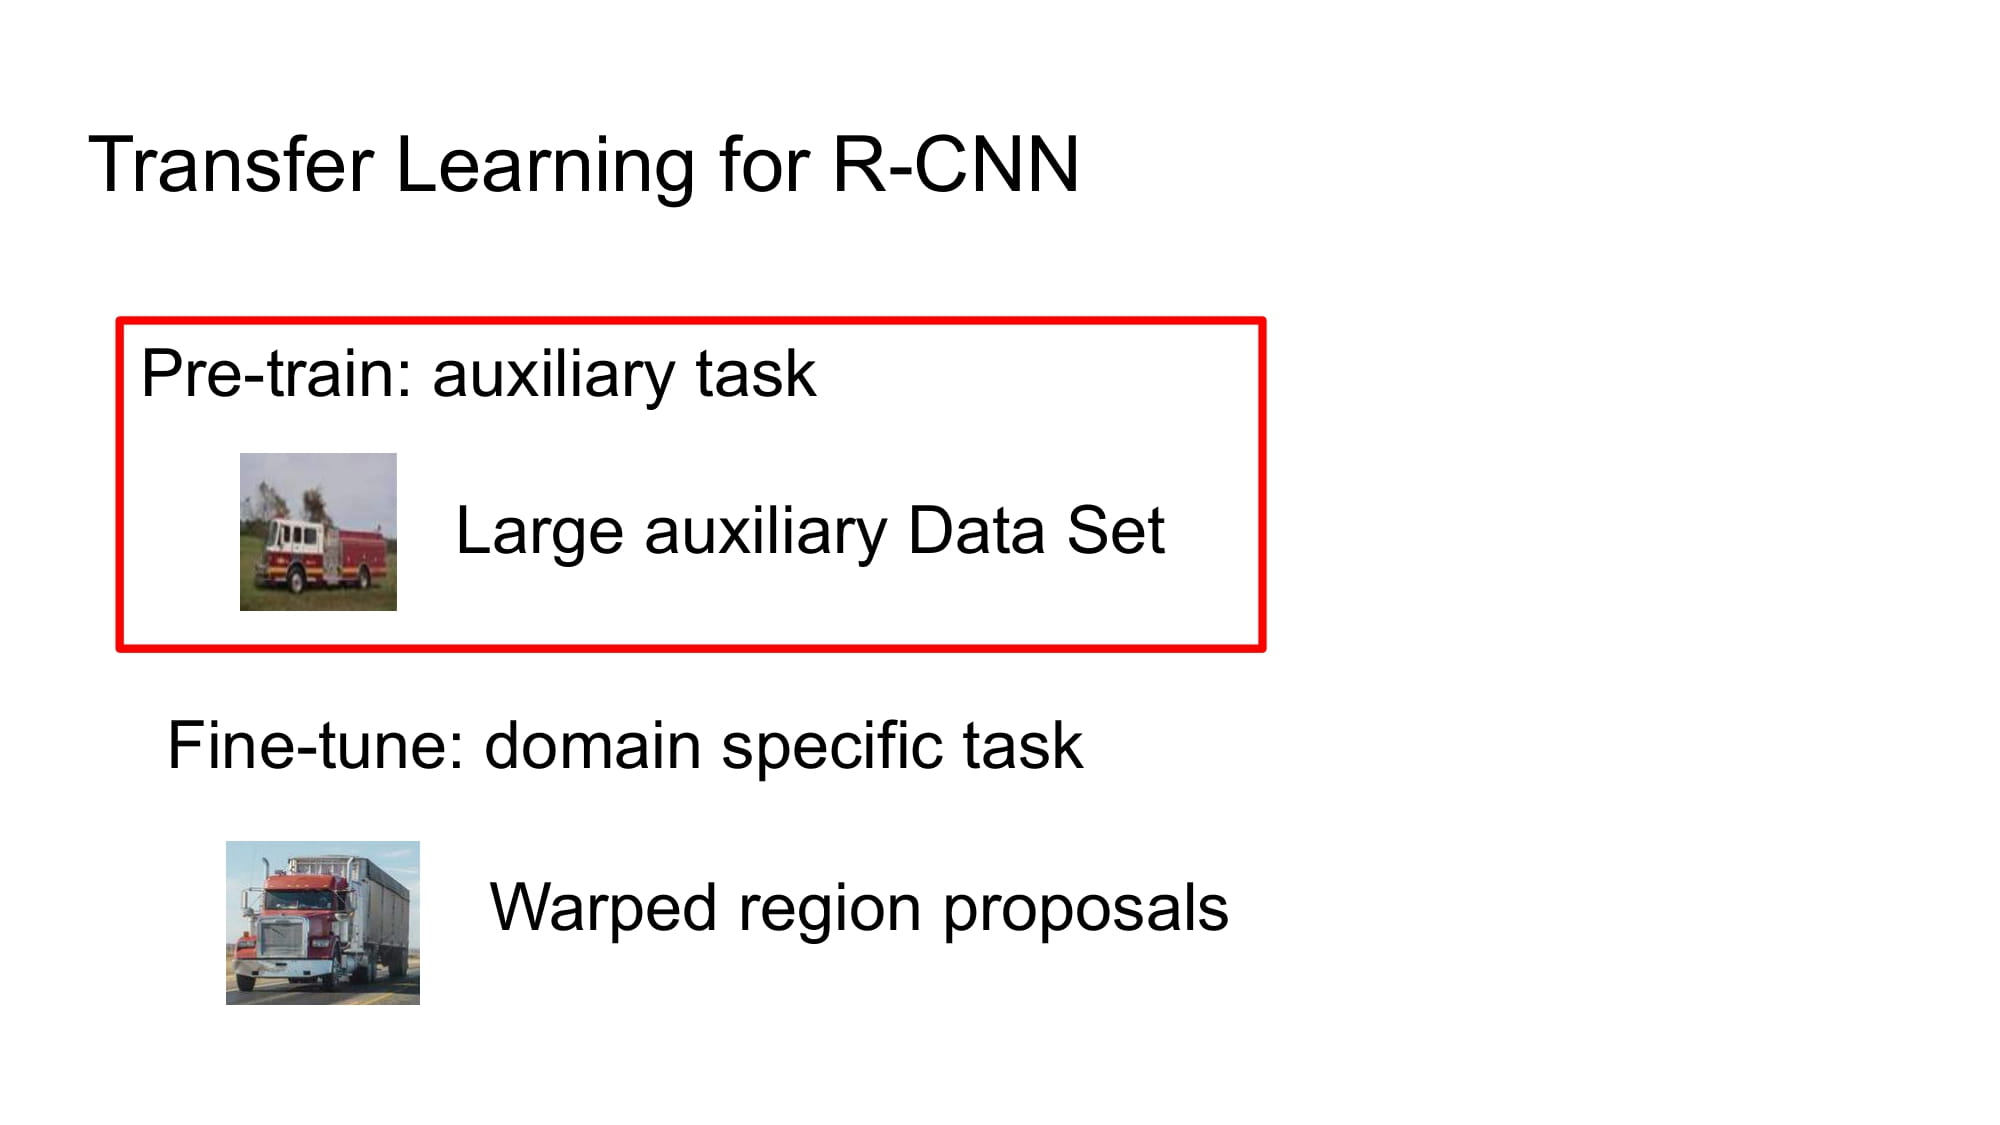 Transfer Learning for R-CNN
Pre-train: auxiliary task
Large auxiliary Data Set
Fine-tune: domain specific task
Warped region proposals